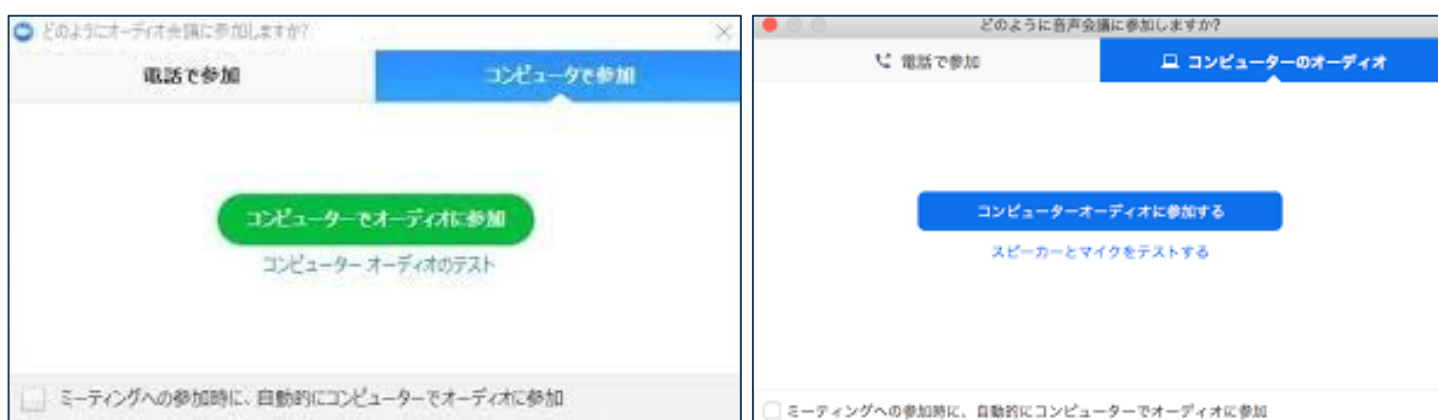 どのようにオーディオ会議に参加しますか?
電話で参加
コンピュータで参加
コンピューターでオーディオに参加
コンピューター オーディオのテスト
ミーティングへの参加時に、自動的にコンピューターでオーディオに参加
どのように音声会議に参加しますか?
電話で参加
コンピューターのオーディオ
コンピューターオーディオに参加する
スピーカーとマイクをテストする
ミーティングへの参加時に、自動的にコンピューターでオーディオに参加